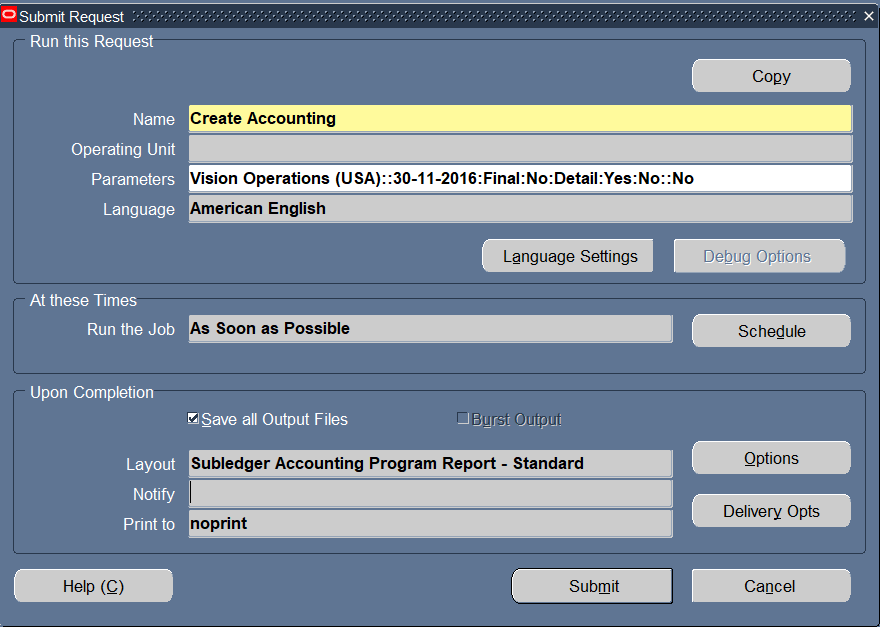 Submit Request
Run this Request
Copy
Name Create Accounting
Operating Unit
Parameters Vision Operations (USA)::30-11-2016:Final:No:Detail:Yes:No::No
Language American English
Language Settings Debug Options
At these Times
Run the Job As Soon as Possible Schedule
Upon Completion
Save all Output Files Burst Output
Layout Subledger Accounting Program Report - Standard Options
Notify
Print to noprint Delivery Opts
Help (C) Submit Cancel